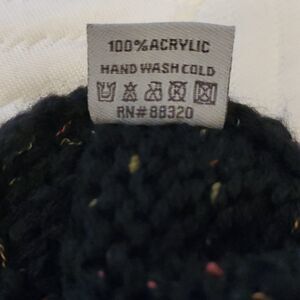 100% ACRYLIC
HAND WASH COLD
RN# 88320